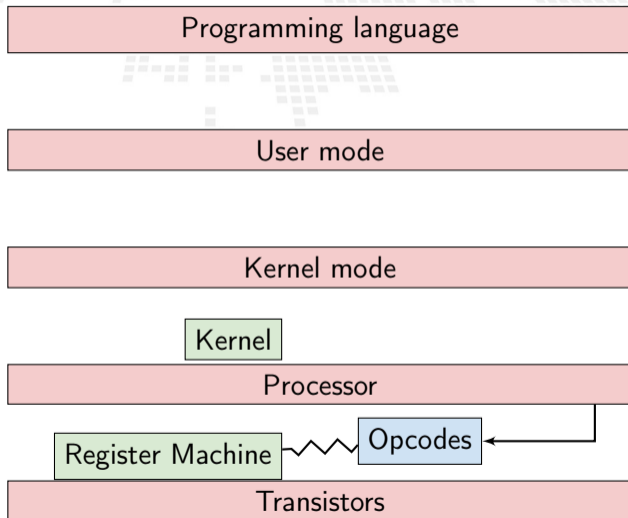 Programming language
User mode
Kernel mode
Kernel
Processor
Opcodes
Register Machine
Transistors